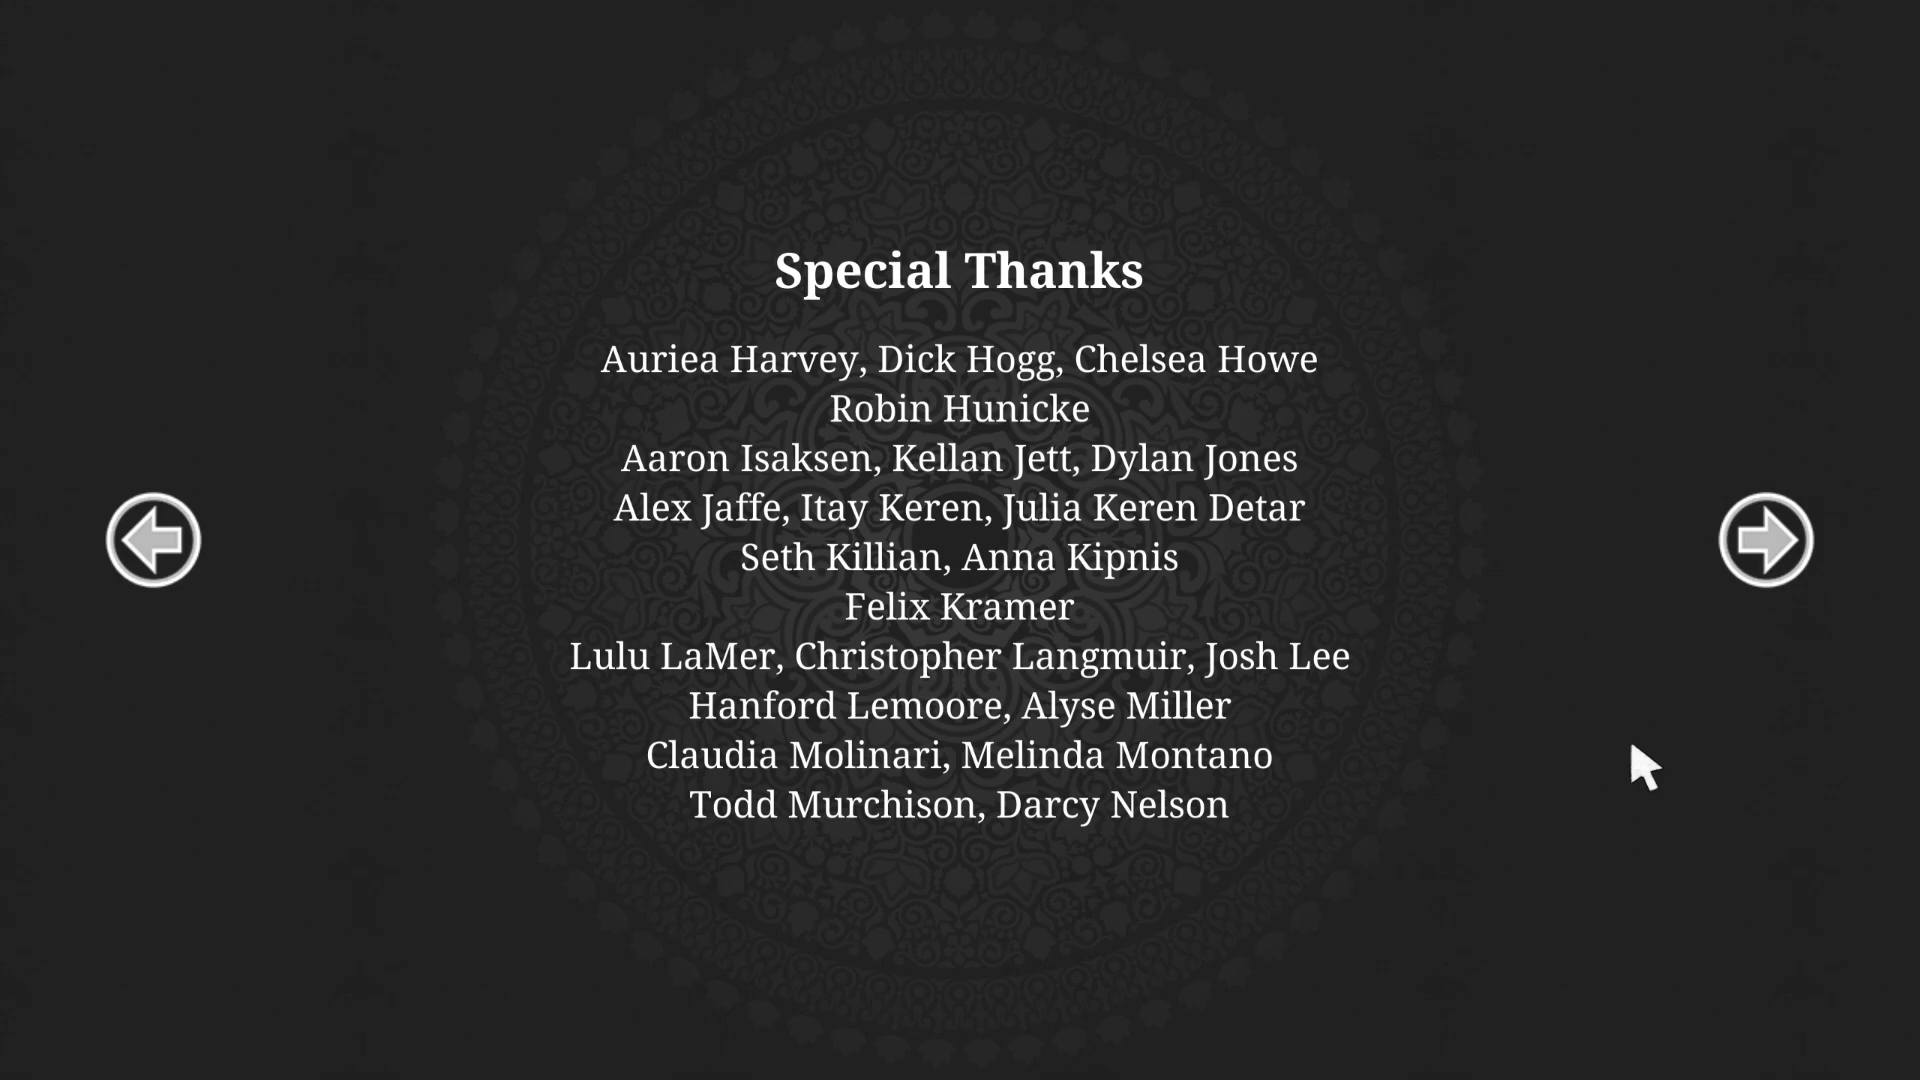 Special Thanks
Auriea Harvey, Dick Hogg, Chelsea Howe
Robin Hunicke
Aaron Isaksen, Kellan Jett, Dylan Jones
Alex Jaffe, Itay Keren, Julia Keren Detar
Seth Killian, Anna Kipnis
Felix Kramer
Lulu LaMer, Christopher Langmuir, Josh Lee
Hanford Lemoore, Alyse Miller
Claudia Molinari, Melinda Montano
Todd Murchison, Darcy Nelson